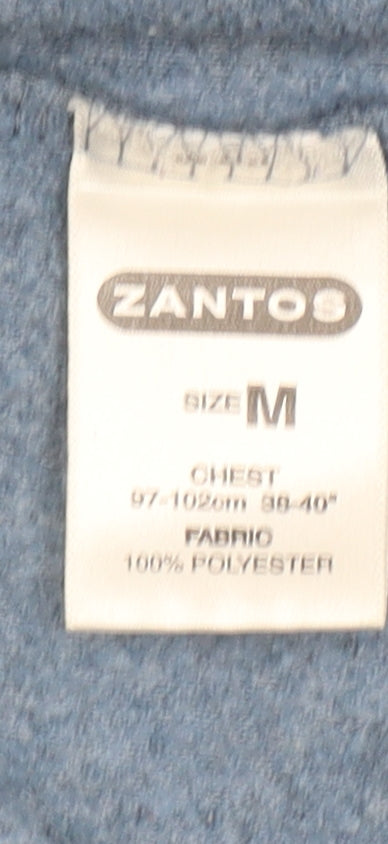 ZANTOS
SIZE M
CHEST
97-102cm 38-40"
FABRIC
100% POLYESTER